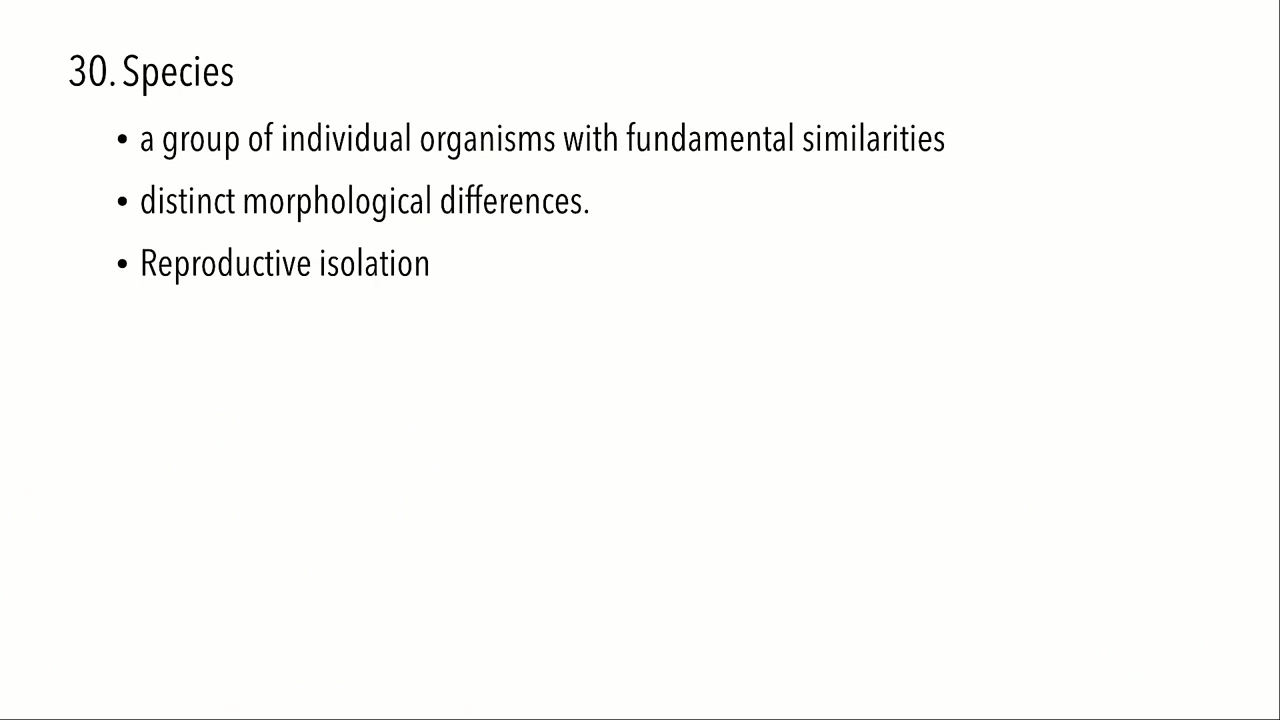 30. Species
• a group of individual organisms with fundamental similarities
• distinct morphological differences.
• Reproductive isolation